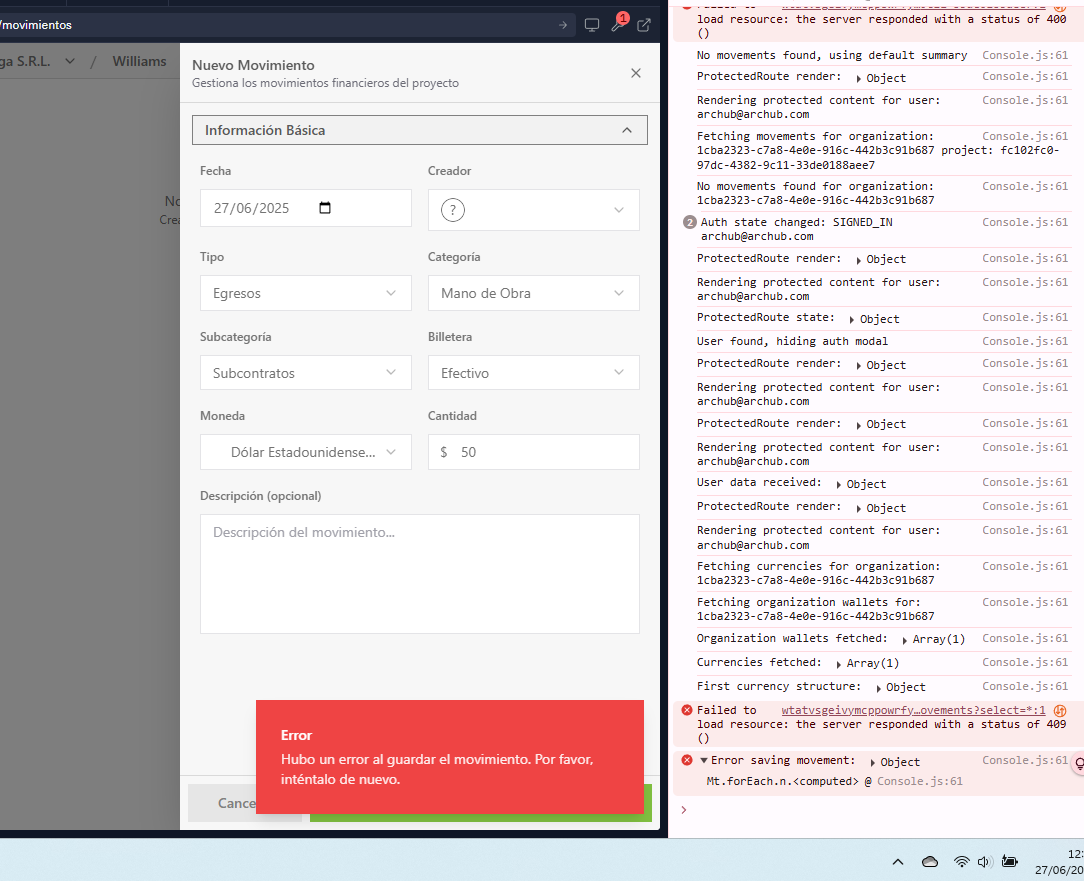 /movimientos
1
ga S.R.L. / Williams
Nuevo Movimiento
Gestiona los movimientos financieros del proyecto
Información Básica
Fecha Creador
27/06/2025 ?
Tipo Categoría
Egresos Mano de Obra
Subcategoría Billetera
Subcontratos Efectivo
Moneda Cantidad
Dólar Estadounidense... $ 50
Descripción (opcional)
Descripción del movimiento...
No
Crea
Error
Hubo un error al guardar el movimiento. Por favor,
inténtalo de nuevo.
Cance
load resource: the server responded with a status of 400
()
No movements found, using default summary Console.js:61
ProtectedRoute render: ▶ Object Console.js:61
Rendering protected content for user: Console.js:61
archub@archub.com
Fetching movements for organization: Console.js:61
1cba2323-c7a8-4e0e-916c-442b3c91b687 project: fc102fc0-
97dc-4382-9c11-33de0188aee7
No movements found for organization: Console.js:61
1cba2323-c7a8-4e0e-916c-442b3c91b687
2 Auth state changed: SIGNED_IN Console.js:61
archub@archub.com
ProtectedRoute render: ▶ Object Console.js:61
Rendering protected content for user: Console.js:61
archub@archub.com
ProtectedRoute state: ▶ Object Console.js:61
User found, hiding auth modal Console.js:61
ProtectedRoute render: ▶ Object Console.js:61
Rendering protected content for user: Console.js:61
archub@archub.com
ProtectedRoute render: ▶ Object Console.js:61
Rendering protected content for user: Console.js:61
archub@archub.com
User data received: ▶ Object Console.js:61
ProtectedRoute render: ▶ Object Console.js:61
Rendering protected content for user: Console.js:61
archub@archub.com
Fetching currencies for organization: Console.js:61
1cba2323-c7a8-4e0e-916c-442b3c91b687
Fetching organization wallets for: Console.js:61
1cba2323-c7a8-4e0e-916c-442b3c91b687
Organization wallets fetched: ▶ Array(1) Console.js:61
Currencies fetched: ▶ Array(1) Console.js:61
First currency structure: ▶ Object Console.js:61
Failed to wtatvsgeivymcppowrfy…ovements?select=*:1
load resource: the server responded with a status of 409
()
▼ Error saving movement: ▶ Object Console.js:61
Mt.forEach.n.<computed> @ Console.js:61
12:
27/06/20